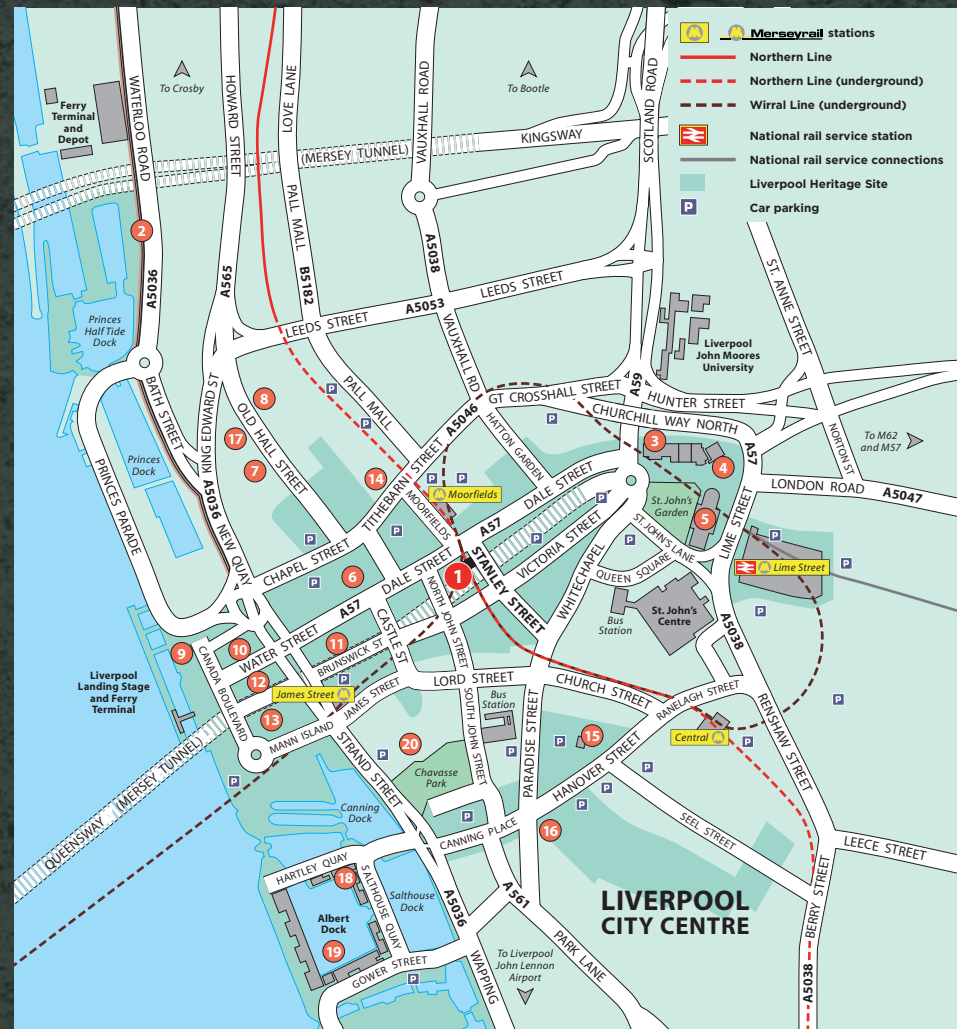 Merseyrail stations
Northern Line
Northern Line (underground)
Wirral Line (underground)
National rail service station
National rail service connections
Liverpool Heritage Site
P
Car parking
To Crosby
To Bootle
Ferry
Terminal
and
Depot
WATERLOO ROAD
HOWARD STREET
LOVE LANE
VAUXHALL ROAD
SCOTLAND ROAD
KINGSWAY
(MERSEY TUNNEL)
PALL MALL
2
A5036
A565
B5182
A5038
ST. ANNE STREET
LEEDS STREET
A5053
LEEDS STREET
Princes
Half Tide
Dock
VAUXHALL RD
Liverpool
John Moores
University
BATH STREET
KING EDWARD ST
P
PALL MALL
8
A5046
GT CROSSHALL STREET
A59
HUNTER STREET
CHURCHILL WAY NORTH
P
P
OLD HALL STREET
17
7
HATTON GARDEN
3
4
A57
NORTON ST
To M62
and M57
Princes
Dock
PRINCES PARADE
A5036
NEW QUAY
14
TITHEBARN STREET
P
P
Moorfields
MOORFIELDS
DALE STREET
P
P
LONDON ROAD
A5047
St. John's
Garden
5
LIME STREET
P
P
A57
P
P
ST.JOHN'S LANE
P
CHAPEL STREET
P
6
DALE STREET
1
STANLEY STREET
VICTORIA STREET
WHITECHAPEL
QUEEN SQUARE
Lime Street
P
P
A57
WATER STREET
CASTLE ST
NORTH JOHN STREET
Bus
Station
St. John's
Centre
A5038
9
10
11
12
13
BRUNSWICK ST
CANADA BOULEVARD
Liverpool
Landing Stage
and Ferry
Terminal
James Street
P
JAMES STREET
MANN ISLAND
LORD STREET
CHURCH STREET
RANELAGH STREET
P
RENSHAW STREET
Bus
Station
SOUTH JOHN STREET
PARADISE STREET
P
15
Central
P
QUEENSWAY (MERSEY TUNNEL)
P
STRAND STREET
P
20
Chavasse
Park
HANOVER STREET
P
P
P
Canning
Dock
P
CANNING PLACE
16
SEEL STREET
LEECE STREET
HARTLEY QUAY
18
SALTHOUSE QUAY
Salthouse
Dock
A5036
A561
LIVERPOOL
CITY CENTRE
BERRY STREET
Albert
Dock
19
GOWER STREET
P
WAPPING
To Liverpool
John Lennon
Airport
PARK LANE
A5038